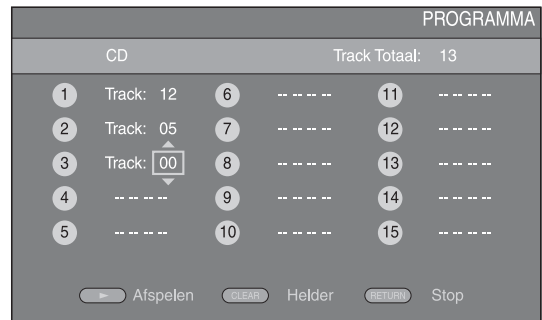 PROGRAMMA
CD Track Totaal: 13
1 Track: 12 6 -- -- -- -- 11 -- -- -- --
2 Track: 05 7 -- -- -- -- 12 -- -- -- --
3 Track: 00 8 -- -- -- -- 13 -- -- -- --
4 -- -- -- -- 9 -- -- -- -- 14 -- -- -- --
5 -- -- -- -- 10 -- -- -- -- 15 -- -- -- --
Afspelen CLEAR Helder RETURN Stop